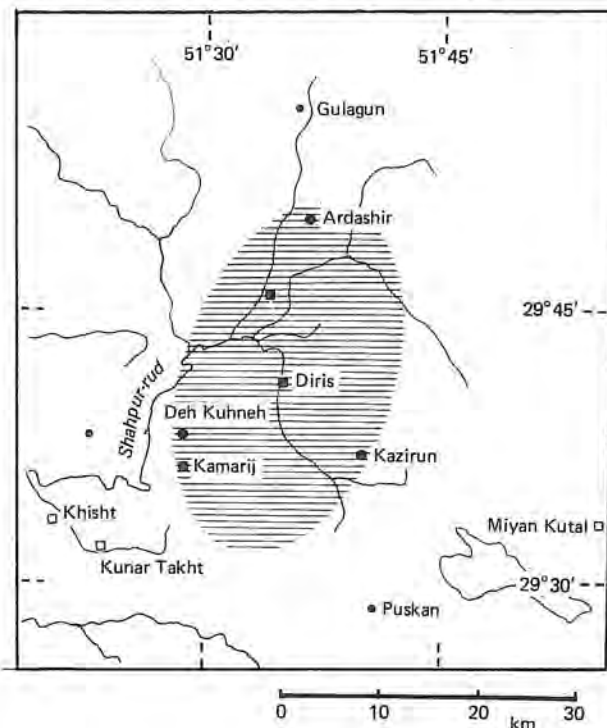 51°30′
51°45′
Gulagun
Ardashir
29°45′
Shahpur-rud
Diris
Deh Kuhneh
Kazirun
Kamarij
Khisht
Miyan Kutal
Kunar Takht
29°30′
Puskan
0 10 20 30
km